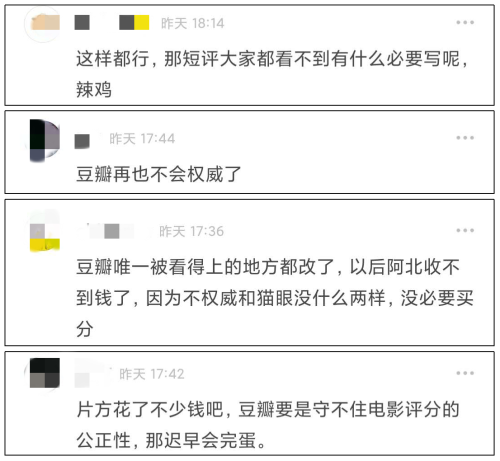 昨天 18:14
这样都行，那短评大家都看不到有什么必要写呢，
辣鸡
昨天 17:44
豆瓣再也不会权威了
昨天 17:36
豆瓣唯一被看得上的地方都改了，以后阿北收不
到钱了，因为不权威和猫眼没什么两样，没必要买
分
昨天 17:42
片方花了不少钱吧，豆瓣要是守不住电影评分的
公正性，那迟早会完蛋。